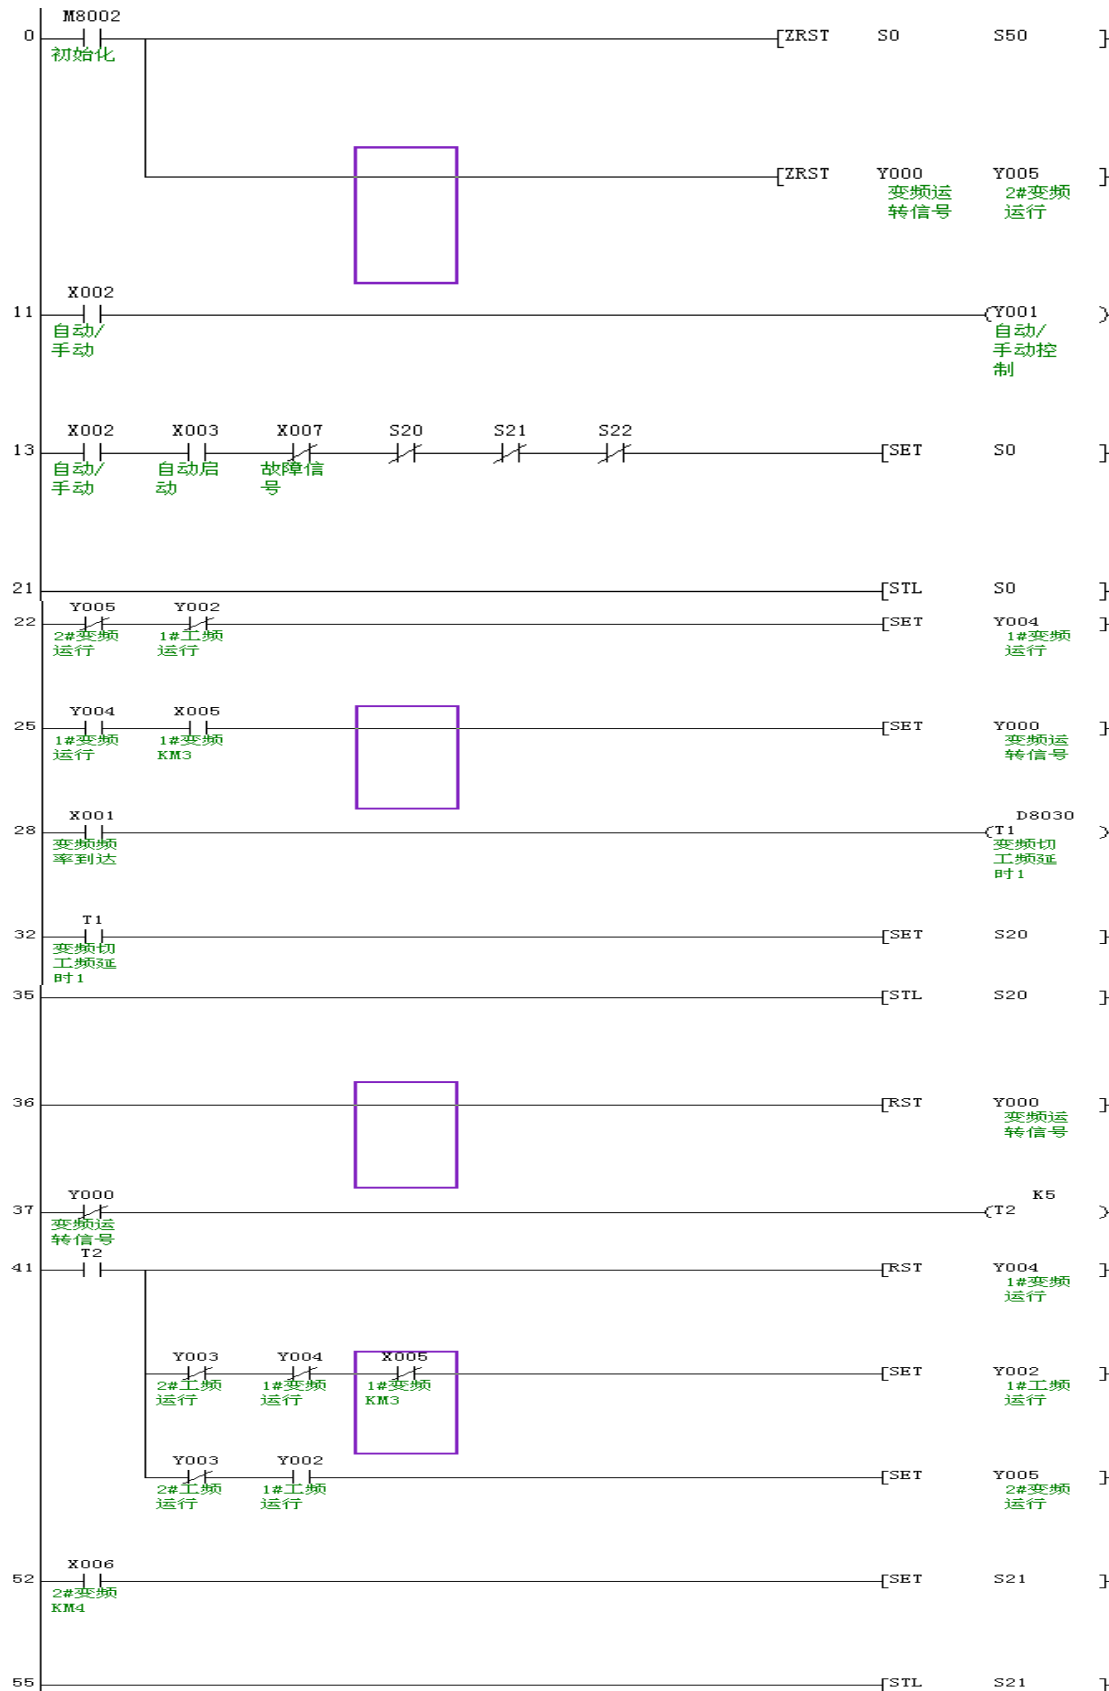 M8002
0 [ZRST S0 S50 ]
初始化
[ZRST Y000 Y005 ]
变频运 2#变频
转信号 运行
X002
11 (Y001 )
自动/ 自动/
手动 手动控
制
X002 X003 X007 S20 S21 S22
13 [SET S0 ]
自动/ 自动启 故障信
手动 动 号
21 [STL S0 ]
Y005 Y002
22 [SET Y004 ]
2#变频 1#工频 1#变频
运行 运行 运行
Y004 X005
25 [SET Y000 ]
1#变频 1#变频 变频运
运行 KM3 转信号
X001 D8030
28 (T1 )
变频频 变频切
率到达 工频延
时1
T1
32 [SET S20 ]
变频切
工频延
时1
35 [STL S20 ]
36 [RST Y000 ]
变频运
转信号
Y000 K5
37 (T2 )
变频运
转信号
T2
41 [RST Y004 ]
1#变频
运行
Y003 Y004 X005
[SET Y002 ]
2#工频 1#变频 1#变频 1#工频
运行 运行 KM3 运行
Y003 Y002
[SET Y005 ]
2#工频 1#工频 2#变频
运行 运行 运行
X006
52 [SET S21 ]
2#变频
KM4
55 [STL S21 ]